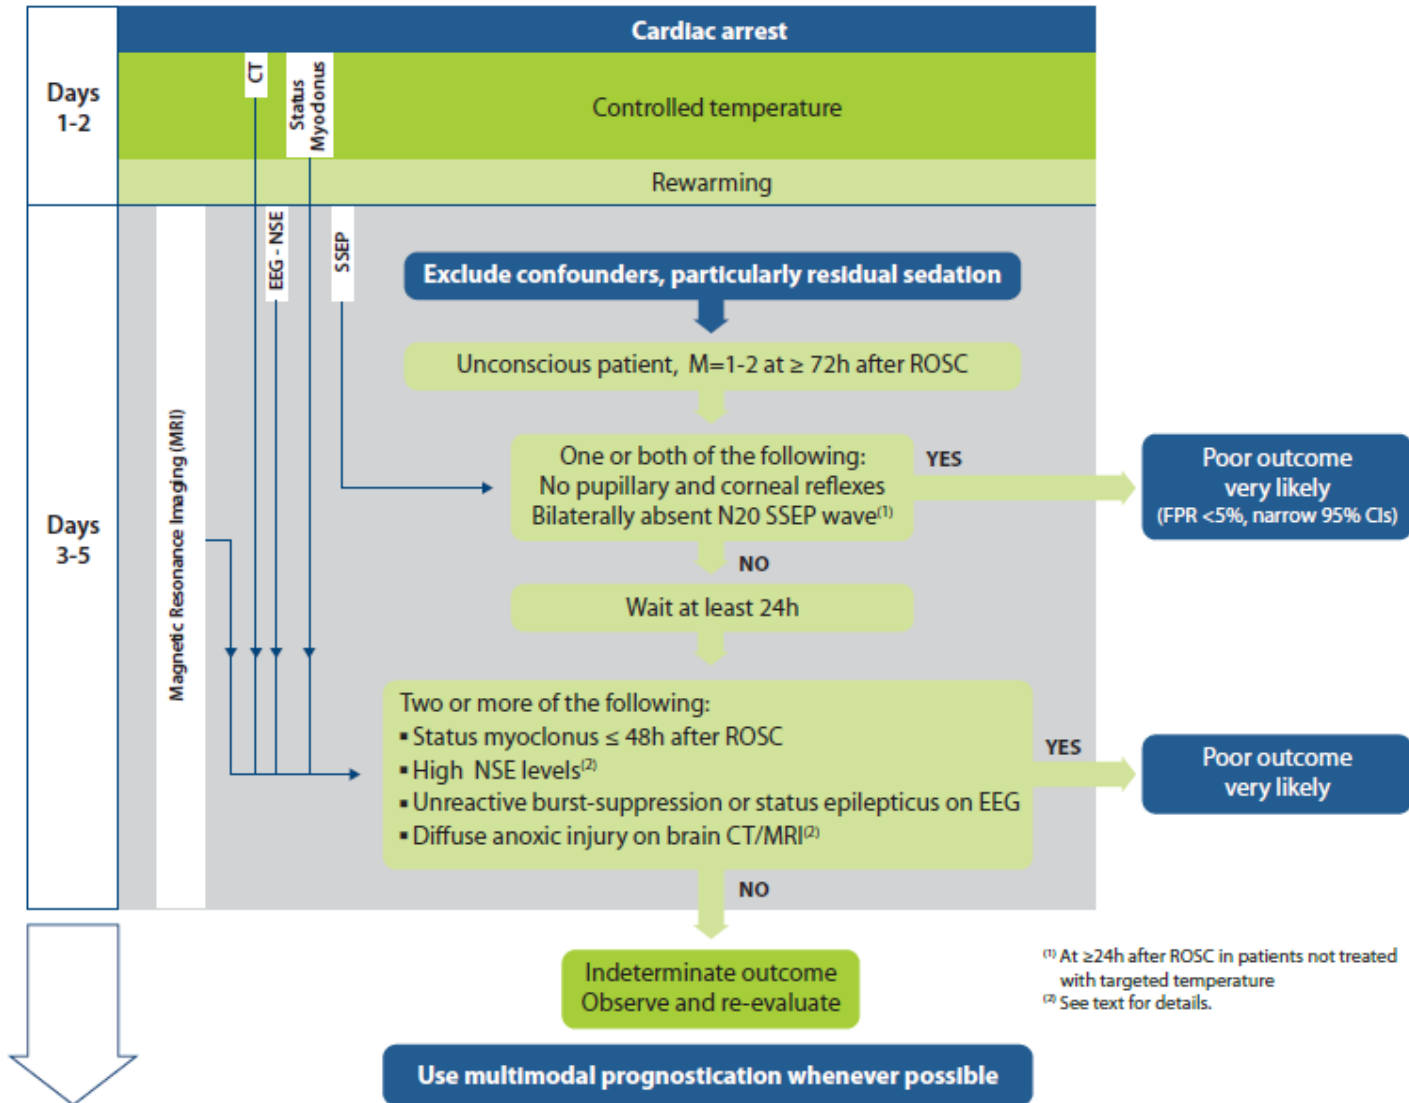 Cardiac arrest
Days
1-2
CT
Status
Myodonus
Controlled temperature
Rewarming
Days
3-5
Magnetic Resonance Imaging (MRI)
EEG - NSE
SSEP
Exclude confounders, particularly residual sedation
Unconscious patient, M=1-2 at ≥ 72h after ROSC
One or both of the following:
No pupillary and corneal reflexes
Bilaterally absent N20 SSEP wave(1)
YES
Poor outcome
very likely
(FPR <5%, narrow 95% CIs)
NO
Wait at least 24h
Two or more of the following:
▪ Status myoclonus ≤ 48h after ROSC
▪ High NSE levels(2)
▪ Unreactive burst-suppression or status epilepticus on EEG
▪ Diffuse anoxic injury on brain CT/MRI(2)
YES
Poor outcome
very likely
NO
Indeterminate outcome
Observe and re-evaluate
(1) At ≥24h after ROSC in patients not treated
with targeted temperature
(2) See text for details.
Use multimodal prognostication whenever possible